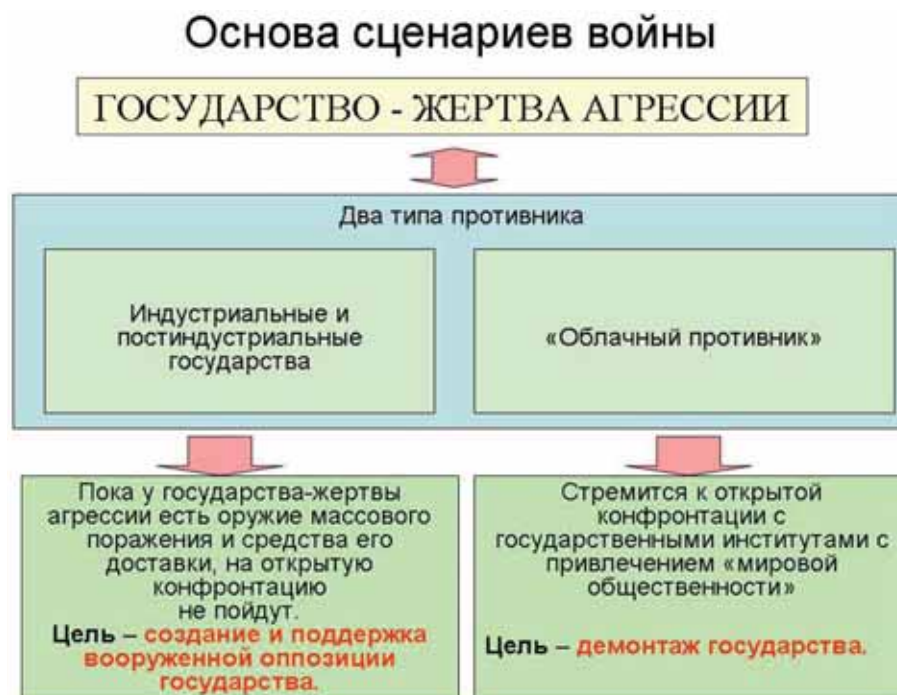 Основа сценариев войны
ГОСУДАРСТВО - ЖЕРТВА АГРЕССИИ
Два типа противника
Индустриальные и
постиндустриальные
государства
«Облачный противник»
Пока у государства-жертвы
агрессии есть оружие массового
поражения и средства его
доставки, на открытую
конфронтацию
не пойдут.
Цель – создание и поддержка
вооруженной оппозиции
государства.
Стремится к открытой
конфронтации с
государственными институтами с
привлечением «мировой
общественности»
Цель – демонтаж государства.